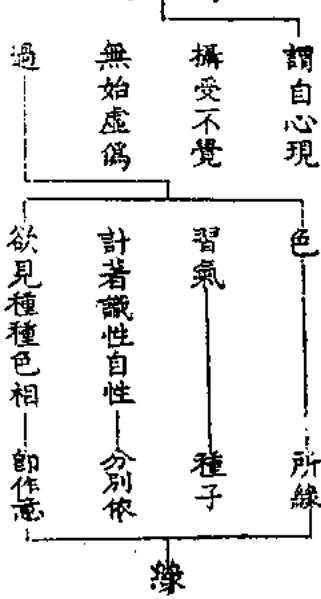 謂自心現
攝受不覺
無始虛偽
過
色
習氣
計著識性自性
欲見種種色相
所緣
種子
分別依
即作意
緣